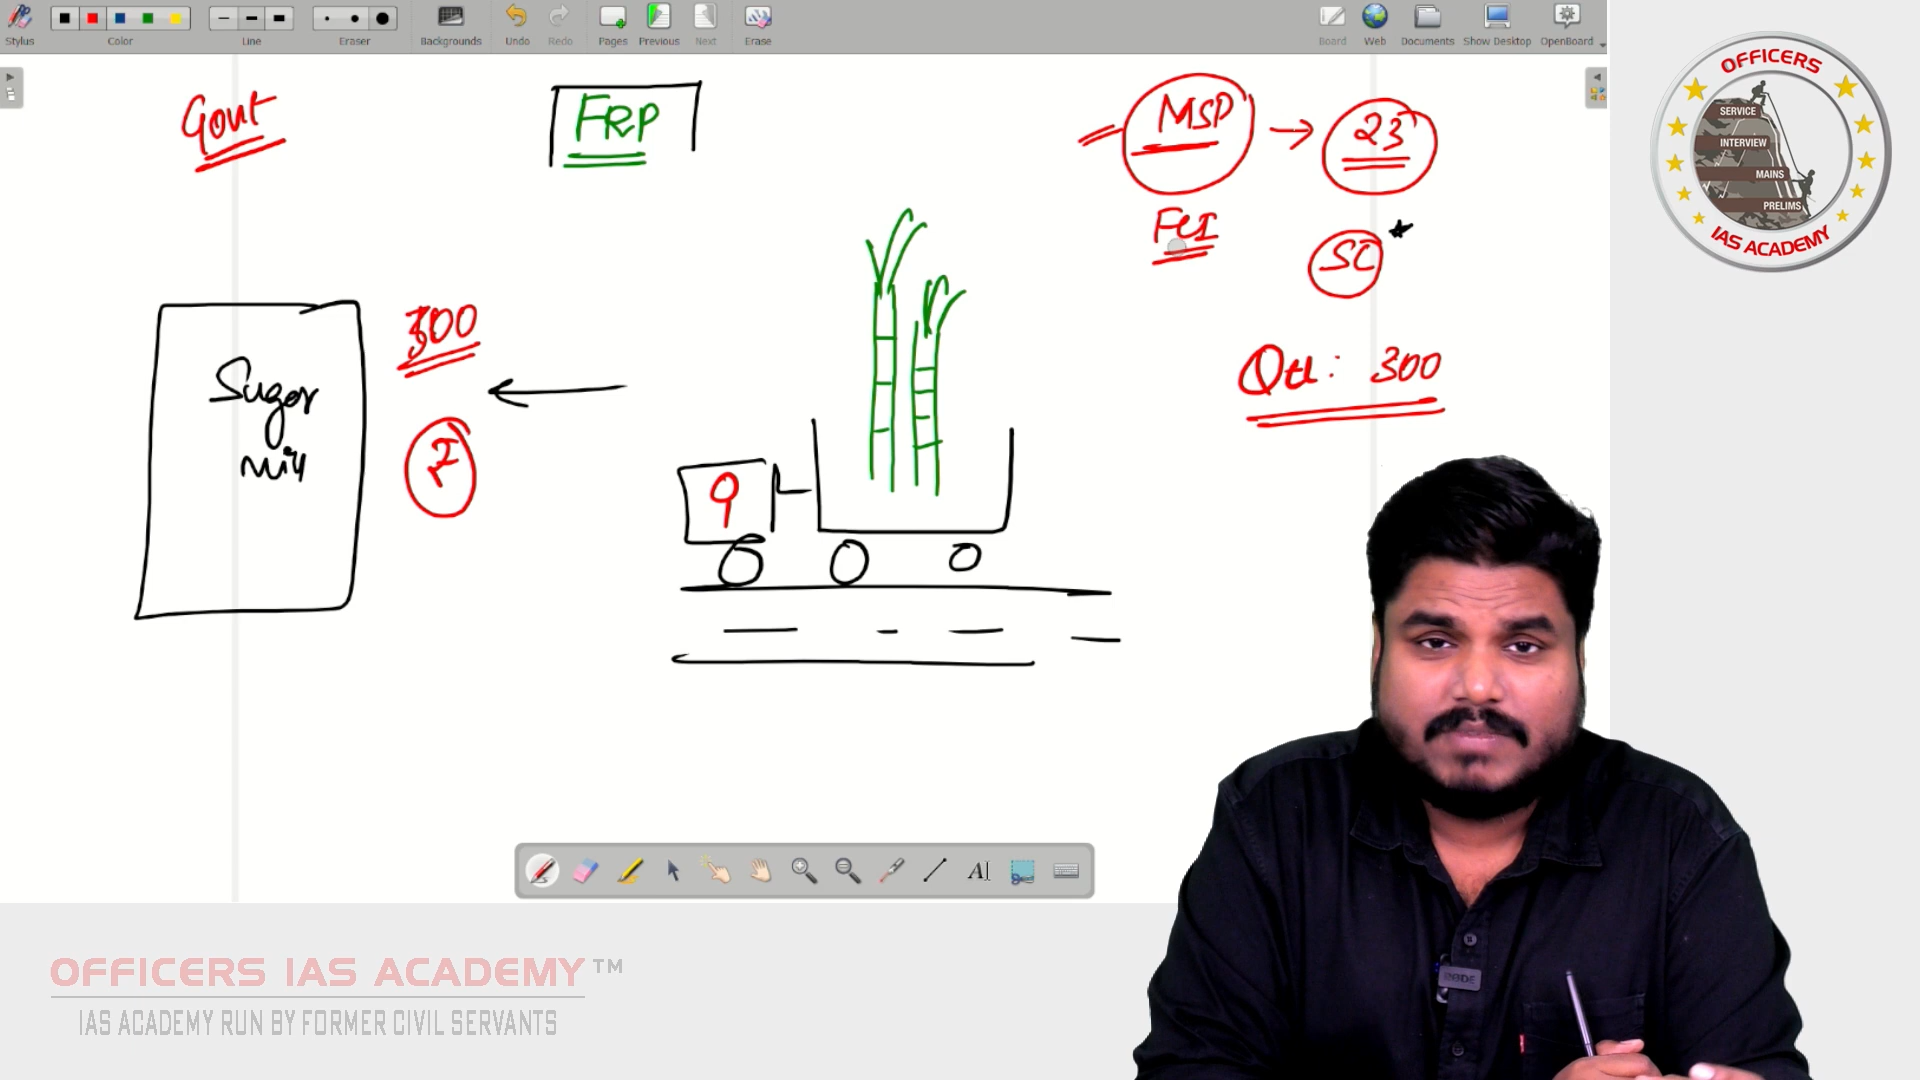 Stylus
Color
Line
Eraser
Backgrounds
Undo
Redo
Pages
Previous
Next
Erase
Board
Web
Documents
Show Desktop
OpenBoard
Govt
FRP
MSP → 23
FCI
SC
Qtl: 300
300
Sugar
mill
9
AI
OFFICERS
SERVICE
INTERVIEW
MAINS
PRELIMS
IAS ACADEMY
OFFICERS IAS ACADEMY™
IAS ACADEMY RUN BY FORMER CIVIL SERVANTS